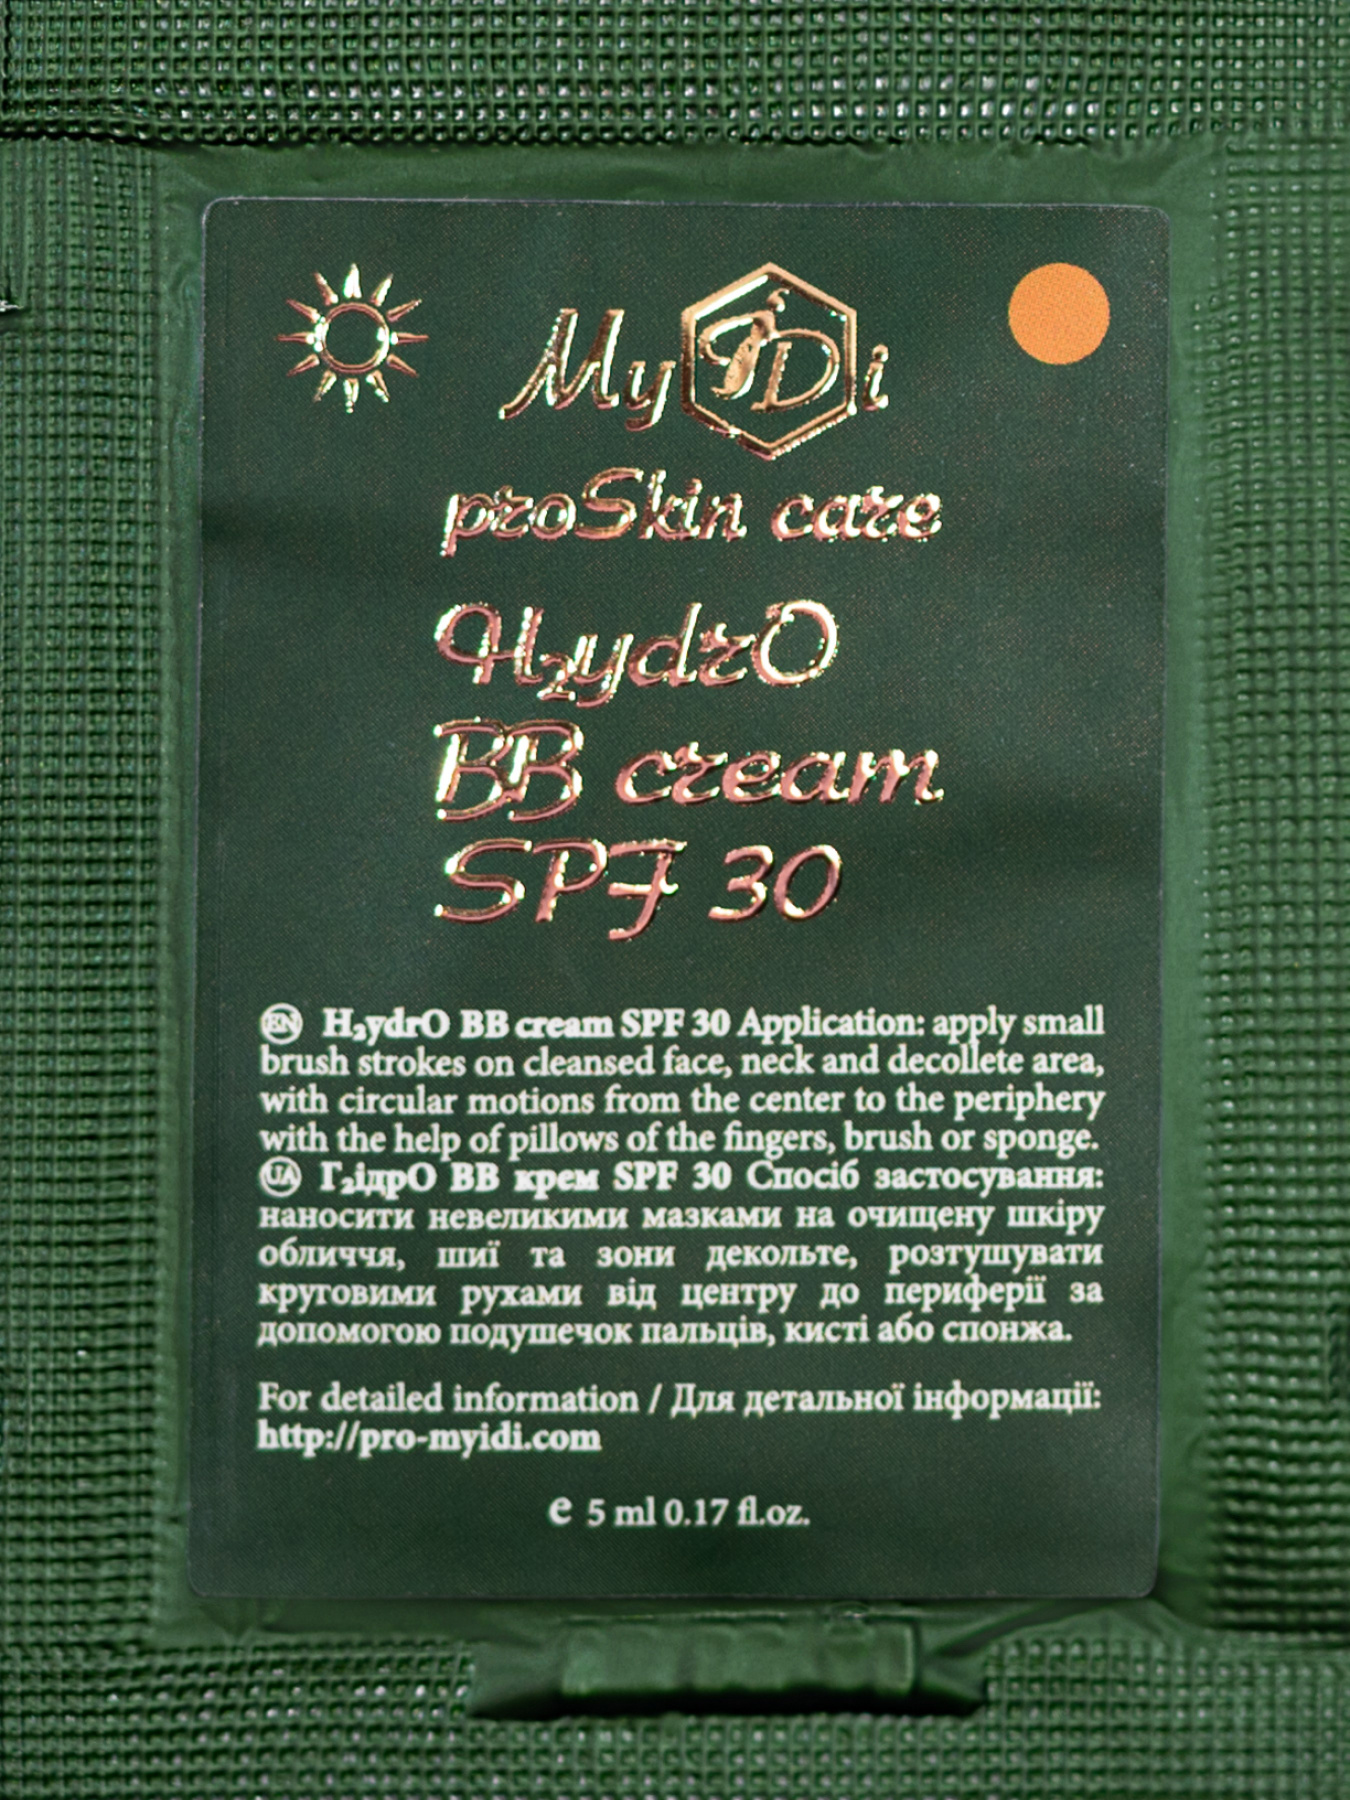 MyiDi
proSkin care
H₂ydrO
BB cream
SPF 30
EN H₂ydrO BB cream SPF 30 Application: apply small
brush strokes on cleansed face, neck and decollete area,
with circular motions from the center to the periphery
with the help of pillows of the fingers, brush or sponge.
UA Г₂ідрО ВВ крем SPF 30 Спосіб застосування:
наносити невеликими мазками на очищену шкіру
обличчя, шиї та зони декольте, розтушувати
круговими рухами від центру до периферії за
допомогою подушечок пальців, кисті або спонжа.
For detailed information / Для детальної інформації:
http://pro-myidi.com
e 5 ml 0.17 fl.oz.